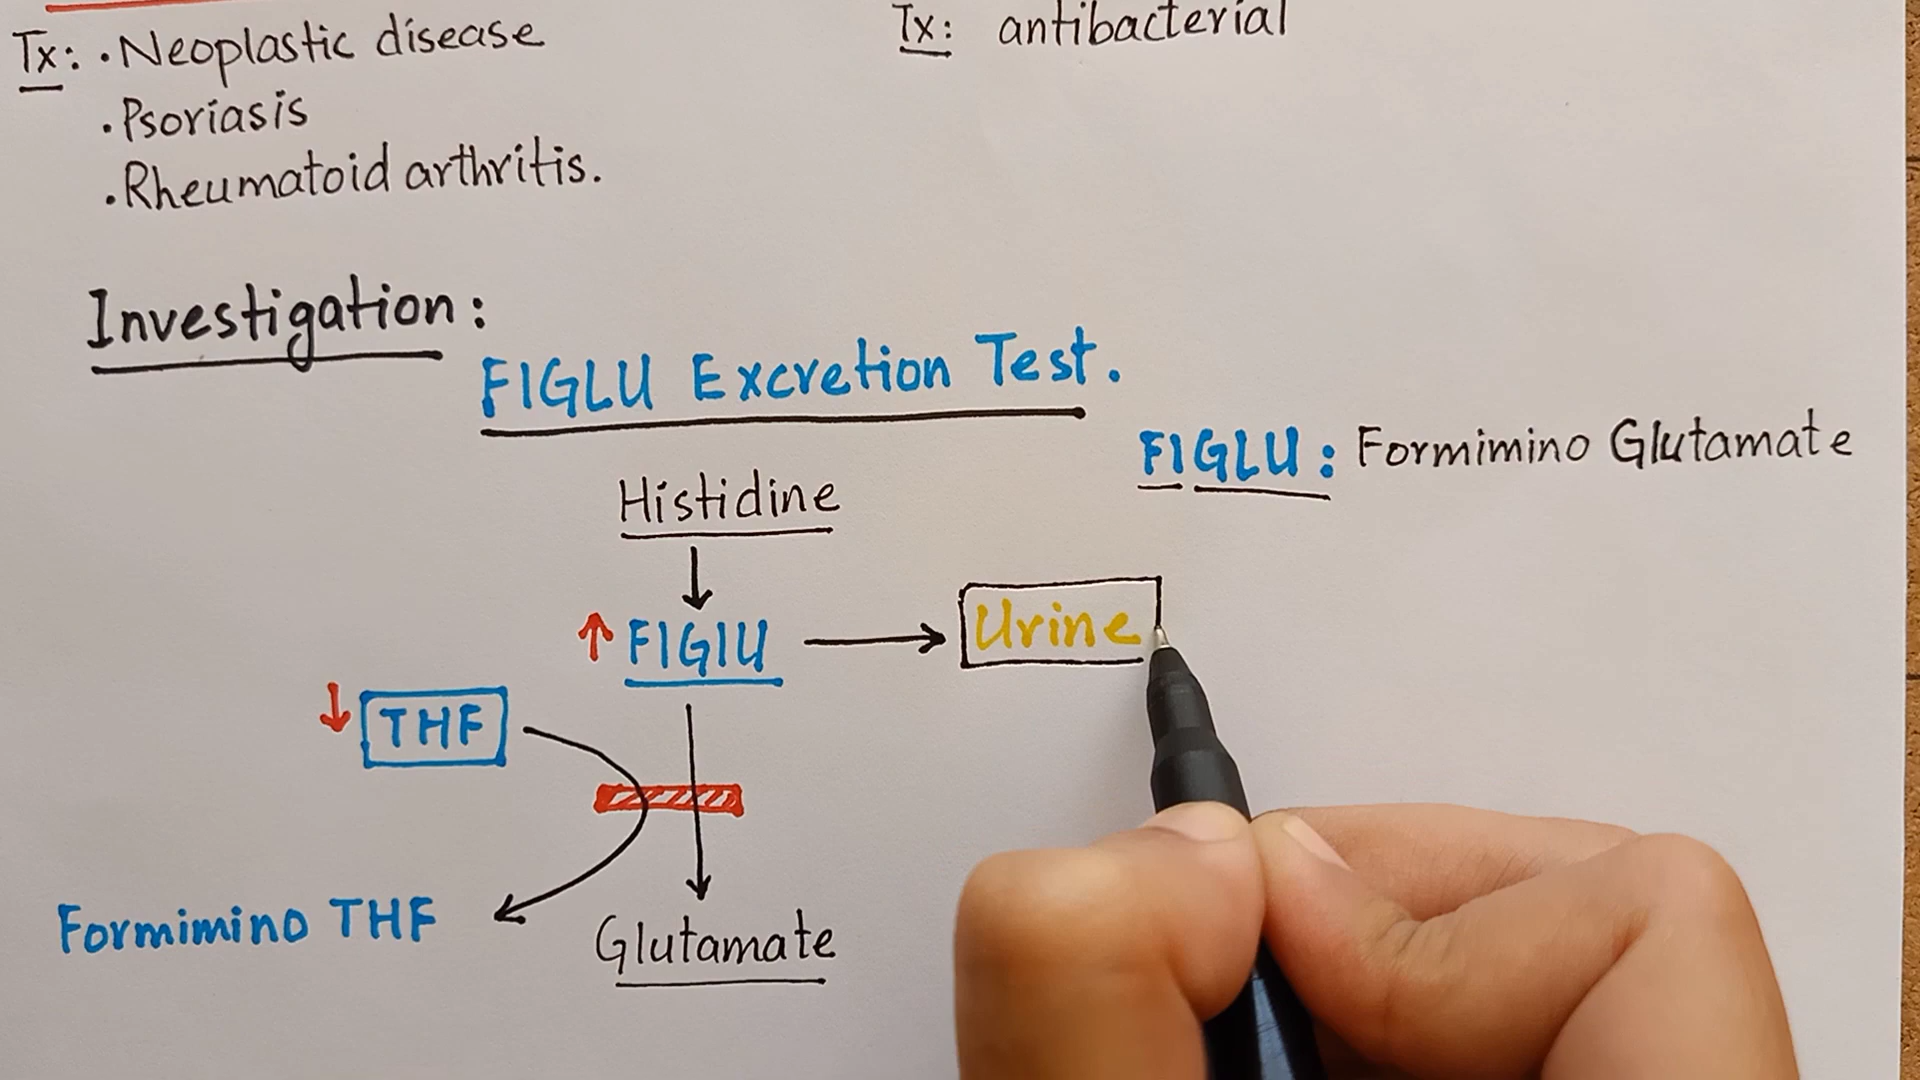 Tx: • Neoplastic disease
• Psoriasis
• Rheumatoid arthritis.
Tx: antibacterial
Investigation:
FIGLU Excretion Test.
FIGLU: Formimino Glutamate
Histidine
↑ FIGlU → Urine
↓ THF
Formimino THF
Glutamate